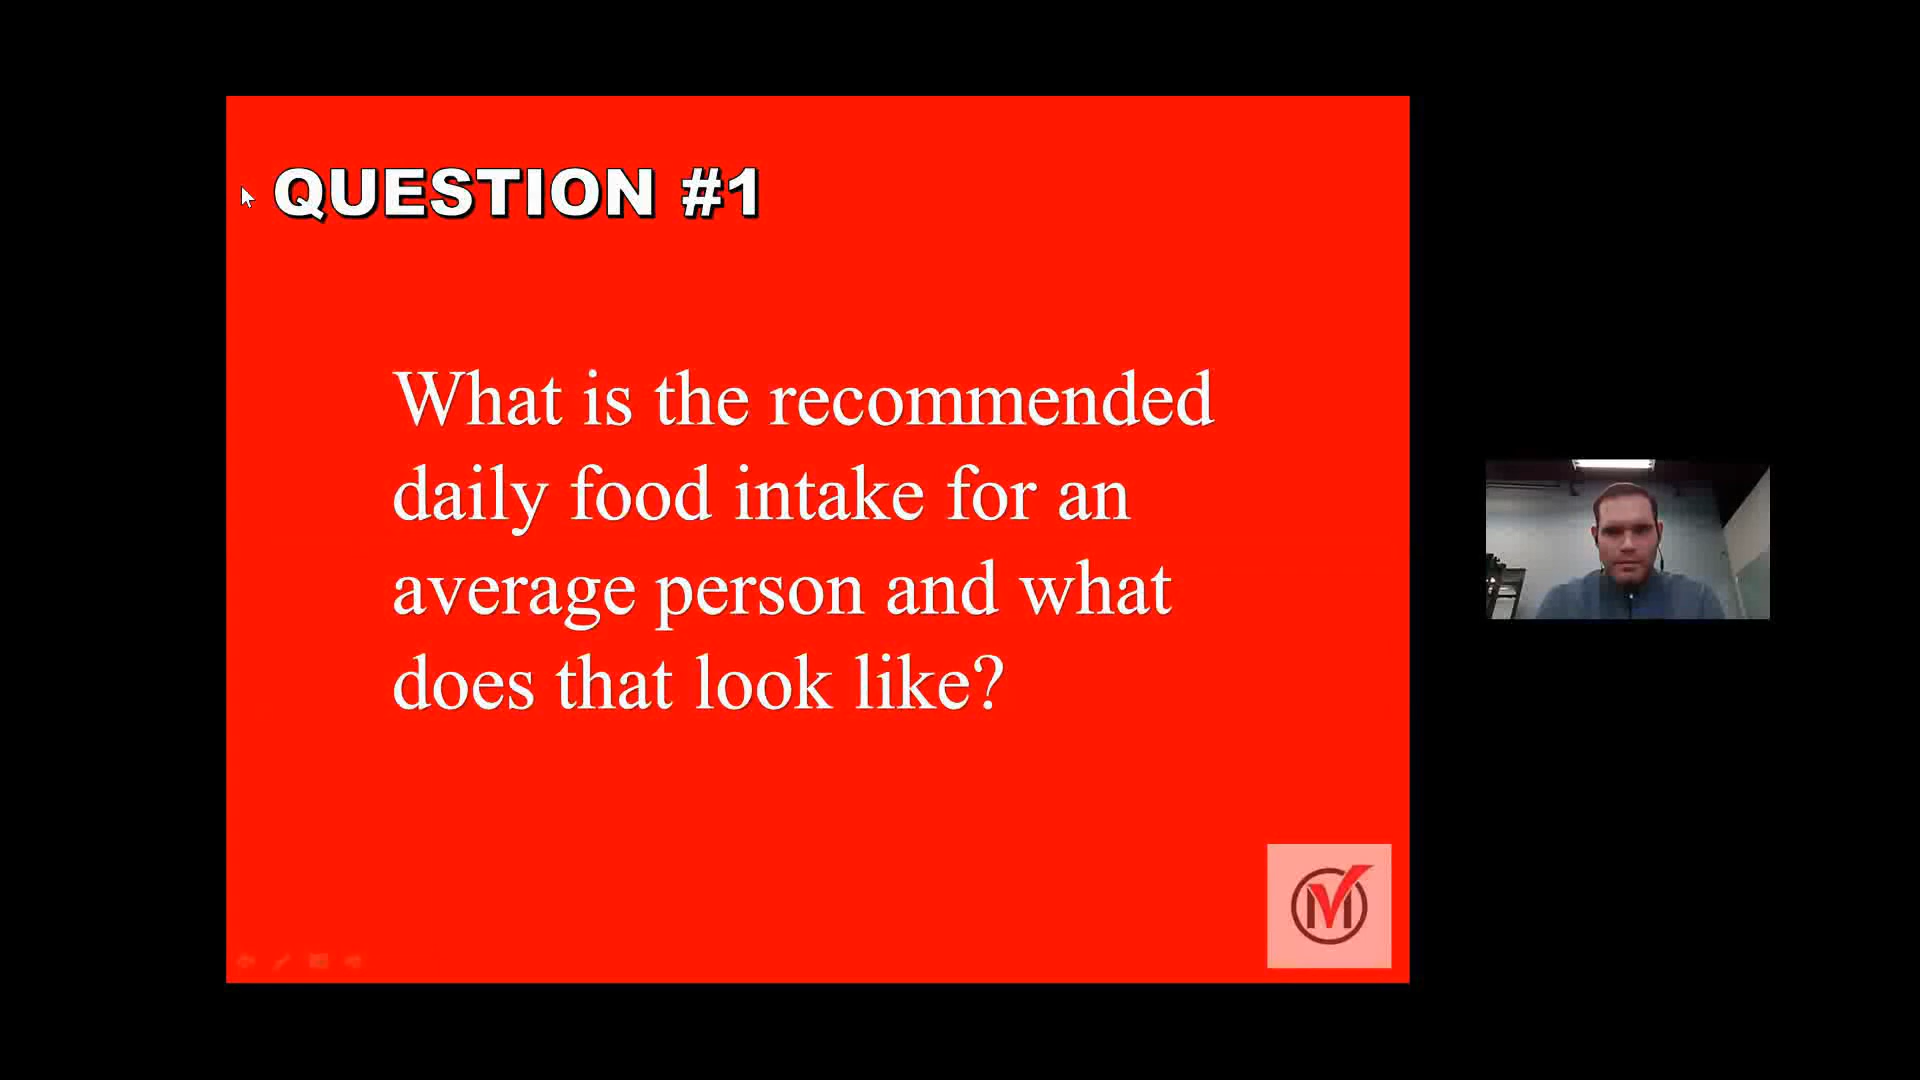 QUESTION #1
What is the recommended
daily food intake for an
average person and what
does that look like?
M